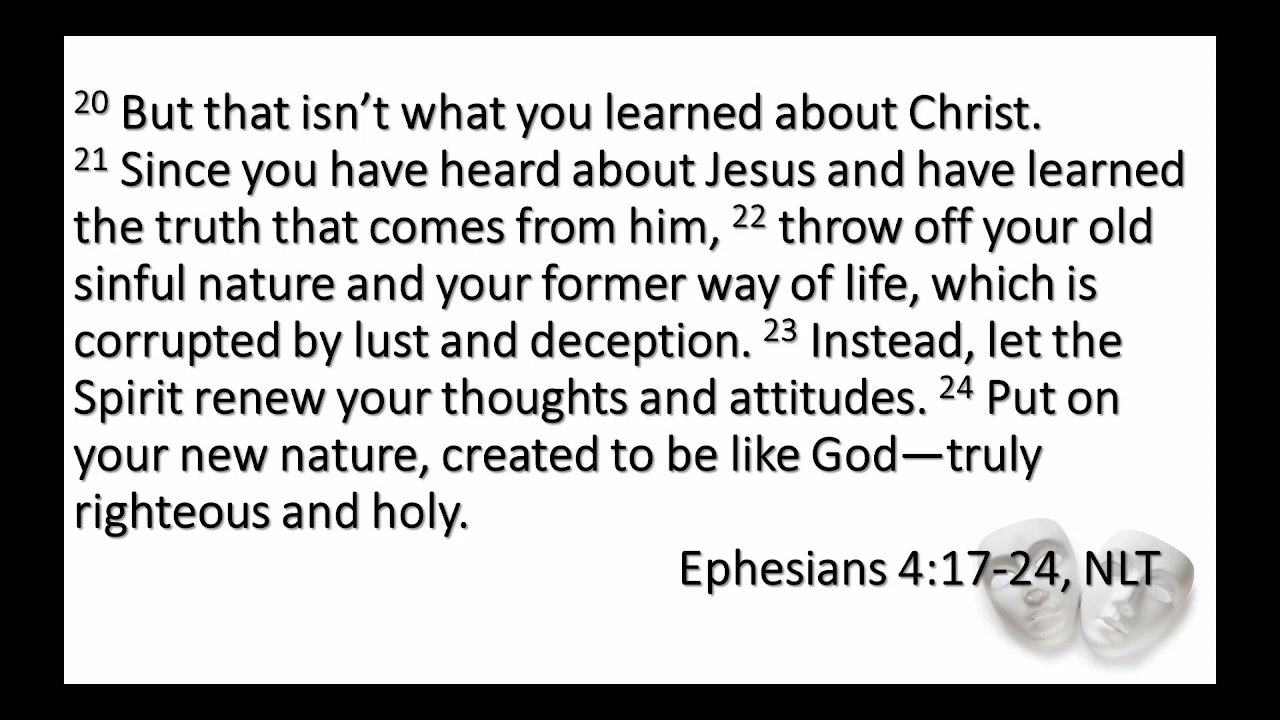 20 But that isn’t what you learned about Christ.
21 Since you have heard about Jesus and have learned
the truth that comes from him, 22 throw off your old
sinful nature and your former way of life, which is
corrupted by lust and deception. 23 Instead, let the
Spirit renew your thoughts and attitudes. 24 Put on
your new nature, created to be like God—truly
righteous and holy.
Ephesians 4:17-24, NLT